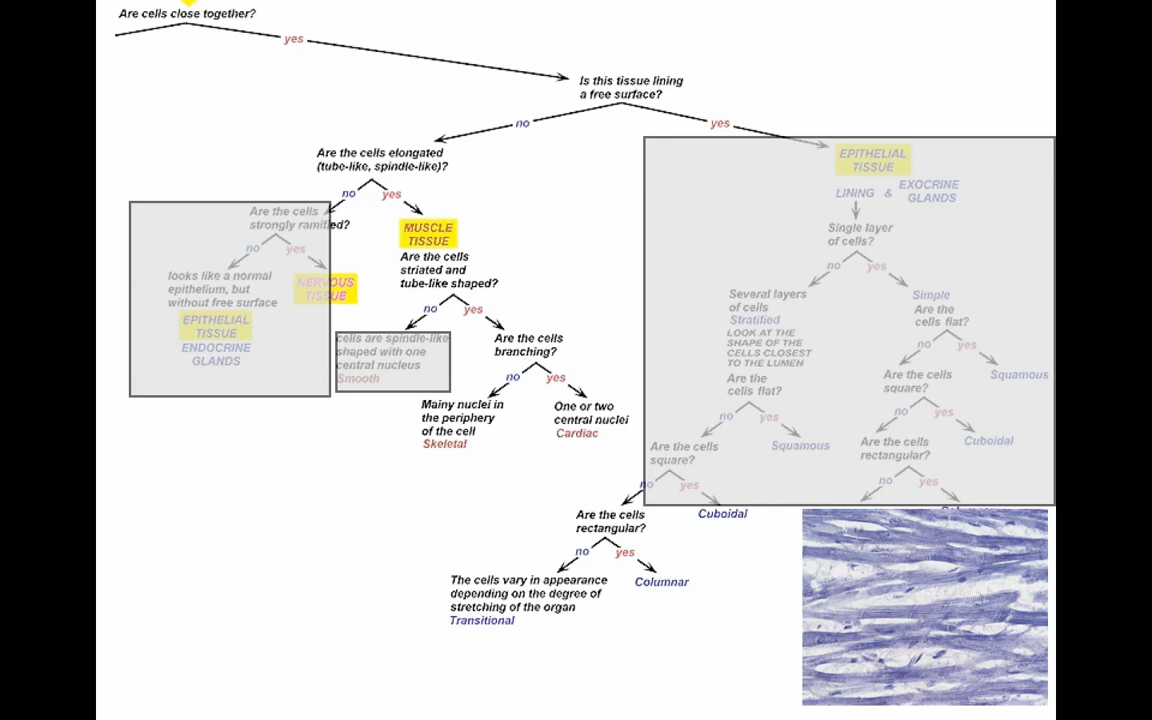 Are cells close together?
yes
Is this tissue lining
a free surface?
no
yes
Are the cells elongated
(tube-like, spindle-like)?
no
yes
EPITHELIAL
TISSUE
LINING & EXOCRINE
GLANDS
Are the cells
strongly ramified?
no
yes
looks like a normal
epithelium, but
without free surface
EPITHELIAL
TISSUE
ENDOCRINE
GLANDS
NERVOUS
TISSUE
MUSCLE
TISSUE
Are the cells
striated and
tube-like shaped?
no
yes
cells are spindle-like
shaped with one
central nucleus
Smooth
Are the cells
branching?
no
yes
Mainy nuclei in
the periphery
of the cell
Skeletal
One or two
central nuclei
Cardiac
Single layer
of cells?
no
yes
Several layers
of cells
Stratified
LOOK AT THE
SHAPE OF THE
CELLS CLOSEST
TO THE LUMEN
Are the
cells flat?
no
yes
Squamous
Are the cells
square?
no
yes
Cuboidal
Are the cells
rectangular?
no
yes
Columnar
The cells vary in appearance
depending on the degree of
stretching of the organ
Transitional
Simple
Are the
cells flat?
no
yes
Squamous
Are the cells
square?
no
yes
Cuboidal
Are the cells
rectangular?
no
yes